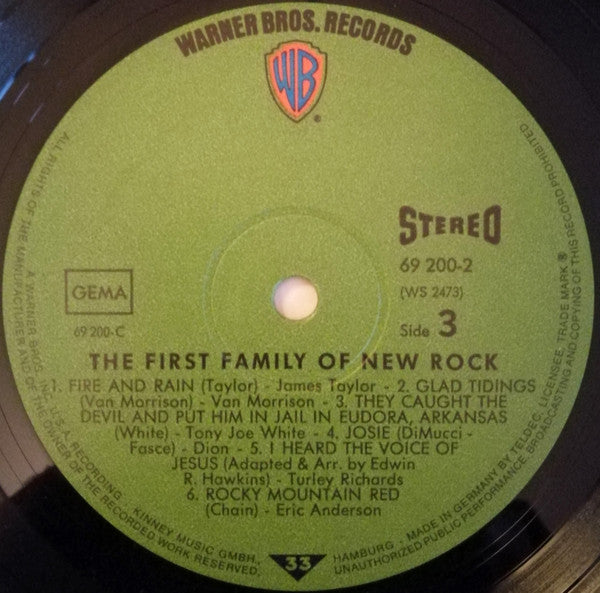 WARNER BROS. RECORDS
WB
®
STEREO
69 200-2
(WS 2473)
Side 3
GEMA
69 200-C
THE FIRST FAMILY OF NEW ROCK
1. FIRE AND RAIN (Taylor) - James Taylor - 2. GLAD TIDINGS
(Van Morrison) - Van Morrison - 3. THEY CAUGHT THE
DEVIL AND PUT HIM IN JAIL IN EUDORA, ARKANSAS
(White) - Tony Joe White - 4. JOSIE (DiMucci -
Fasce) - Dion - 5. I HEARD THE VOICE OF
JESUS (Adapted & Arr. by Edwin
R. Hawkins) - Turley Richards
6. ROCKY MOUNTAIN RED
(Chain) - Eric Anderson
33
ALL RIGHTS OF THE MANUFACTURER AND OF THE OWNER OF THE RECORDED WORK RESERVED.
A WARNER BROS. INC. U.S.A. RECORDING - KINNEY MUSIC GMBH., HAMBURG - MADE IN GERMANY BY TELDEC, LICENSEE, TRADE MARK ®
UNAUTHORIZED PUBLIC PERFORMANCE, BROADCASTING AND COPYING OF THIS RECORD PROHIBITED